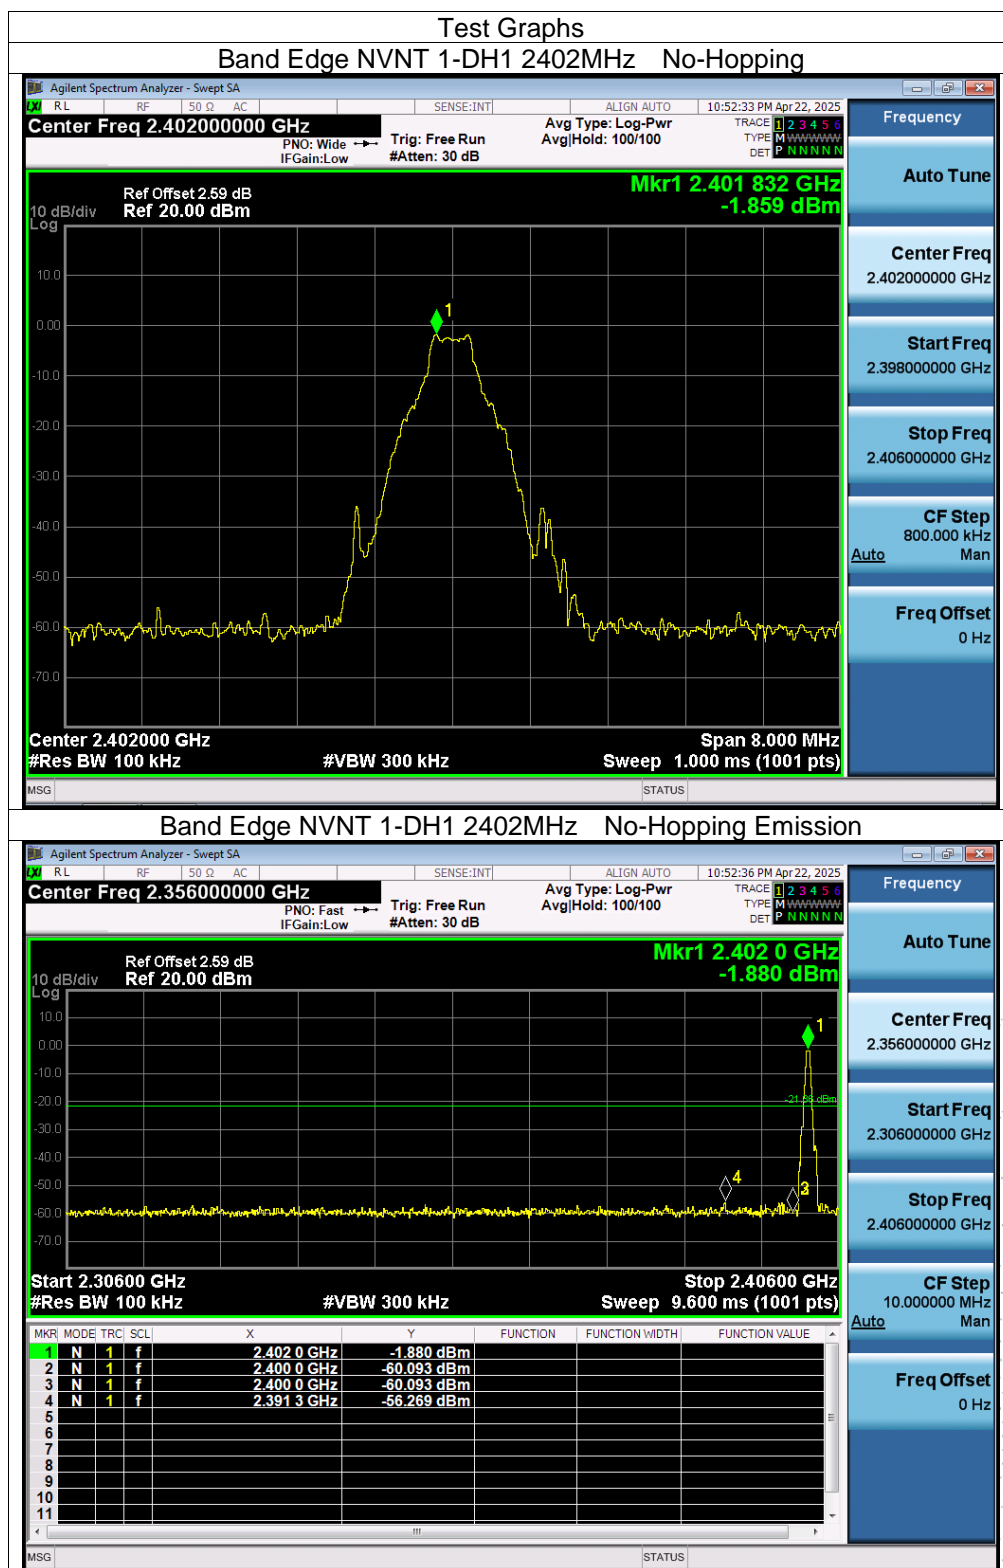 Test Graphs
Band Edge NVNT 1-DH1 2402MHz No-Hopping
Agilent Spectrum Analyzer - Swept SA
LXI RL RF 50 Ω AC SENSE:INT ALIGN AUTO 10:52:33 PM Apr 22, 2025
Center Freq 2.402000000 GHz
PNO: Wide
IFGain:Low
Trig: Free Run
#Atten: 30 dB
Avg Type: Log-Pwr
Avg|Hold: 100/100
TRACE 1 2 3 4 5 6
TYPE M W W W W W
DET P N N N N N
Frequency
Auto Tune
Center Freq
2.402000000 GHz
Start Freq
2.398000000 GHz
Stop Freq
2.406000000 GHz
CF Step
800.000 kHz
Auto Man
Freq Offset
0 Hz
Mkr1 2.401 832 GHz
-1.859 dBm
Ref Offset 2.59 dB
10 dB/div Ref 20.00 dBm
Log
10.0
0.00
-10.0
-20.0
-30.0
-40.0
-50.0
-60.0
-70.0
1
Center 2.402000 GHz Span 8.000 MHz
#Res BW 100 kHz #VBW 300 kHz Sweep 1.000 ms (1001 pts)
MSG STATUS
Band Edge NVNT 1-DH1 2402MHz No-Hopping Emission
Agilent Spectrum Analyzer - Swept SA
LXI RL RF 50 Ω AC SENSE:INT ALIGN AUTO 10:52:36 PM Apr 22, 2025
Center Freq 2.356000000 GHz
PNO: Fast
IFGain:Low
Trig: Free Run
#Atten: 30 dB
Avg Type: Log-Pwr
Avg|Hold: 100/100
TRACE 1 2 3 4 5 6
TYPE M W W W W W
DET P N N N N N
Frequency
Auto Tune
Center Freq
2.356000000 GHz
Start Freq
2.306000000 GHz
Stop Freq
2.406000000 GHz
CF Step
10.000000 MHz
Auto Man
Freq Offset
0 Hz
Mkr1 2.402 0 GHz
-1.880 dBm
Ref Offset 2.59 dB
10 dB/div Ref 20.00 dBm
Log
10.0
0.00
-10.0
-20.0
-30.0
-40.0
-50.0
-60.0
-70.0
1
4
Start 2.30600 GHz Stop 2.40600 GHz
#Res BW 100 kHz #VBW 300 kHz Sweep 9.600 ms (1001 pts)
MKR MODE TRC SCL X Y FUNCTION FUNCTION WIDTH FUNCTION VALUE
1 N 1 f 2.402 0 GHz -1.880 dBm
2 N 1 f 2.400 0 GHz -60.093 dBm
3 N 1 f 2.400 0 GHz -60.093 dBm
4 N 1 f 2.391 3 GHz -56.269 dBm
5
6
7
8
9
10
11
MSG STATUS